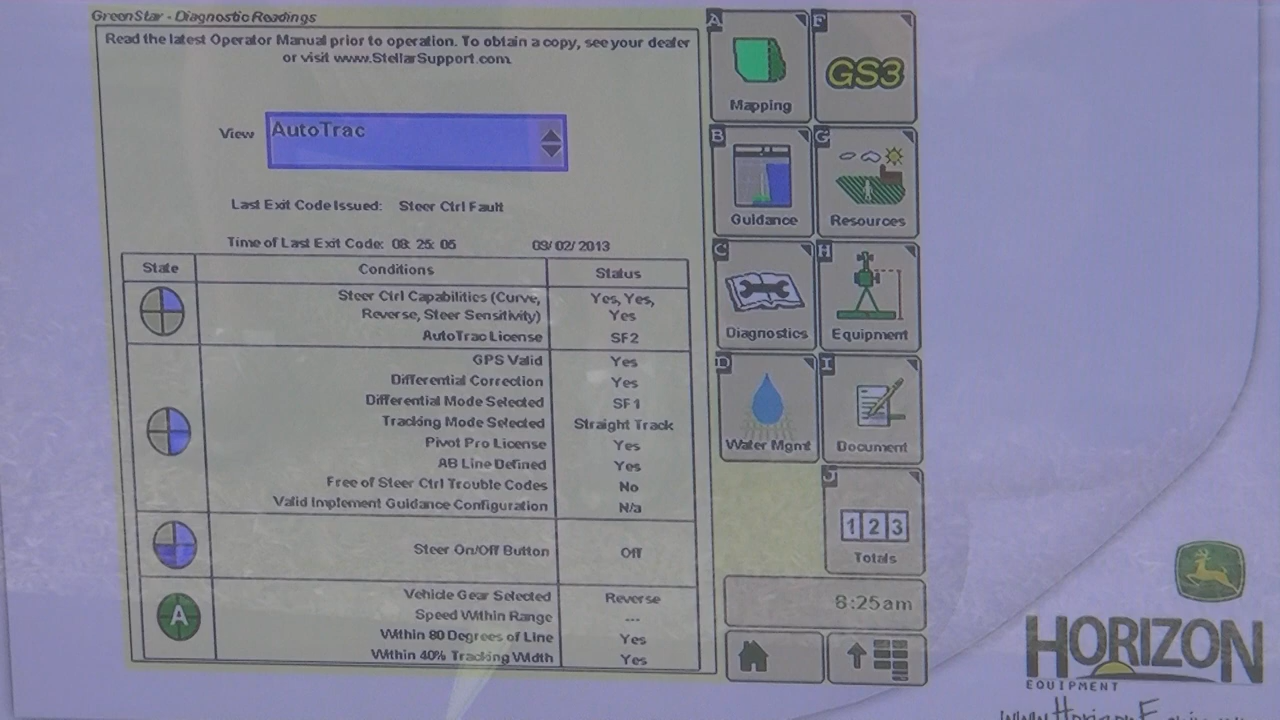 GreenStar - Diagnostic Readings
Read the latest Operator Manual prior to operation. To obtain a copy, see your dealer
or visit www.StellarSupport.com.
View AutoTrac
Last Exit Code Issued: Steer Ctrl Fault
Time of Last Exit Code: 08: 25: 05 09/ 02/ 2013
State Conditions Status
Steer Ctrl Capabilities (Curve, Yes, Yes,
Reverse, Steer Sensitivity) Yes
AutoTrac License SF2
GPS Valid Yes
Differential Correction Yes
Differential Mode Selected SF1
Tracking Mode Selected Straight Track
Pivot Pro License Yes
AB Line Defined Yes
Free of Steer Ctrl Trouble Codes No
Valid Implement Guidance Configuration N/a
Steer On/Off Button Off
A
Vehicle Gear Selected Reverse
Speed Within Range ---
Within 80 Degrees of Line Yes
Within 40% Tracking Width Yes
A
Mapping
F
GS3
B
Guidance
G
Resources
C
Diagnostics
H
Equipment
D
Water Mgmt
I
Document
J
123
Totals
8:25am
HORIZON
EQUIPMENT